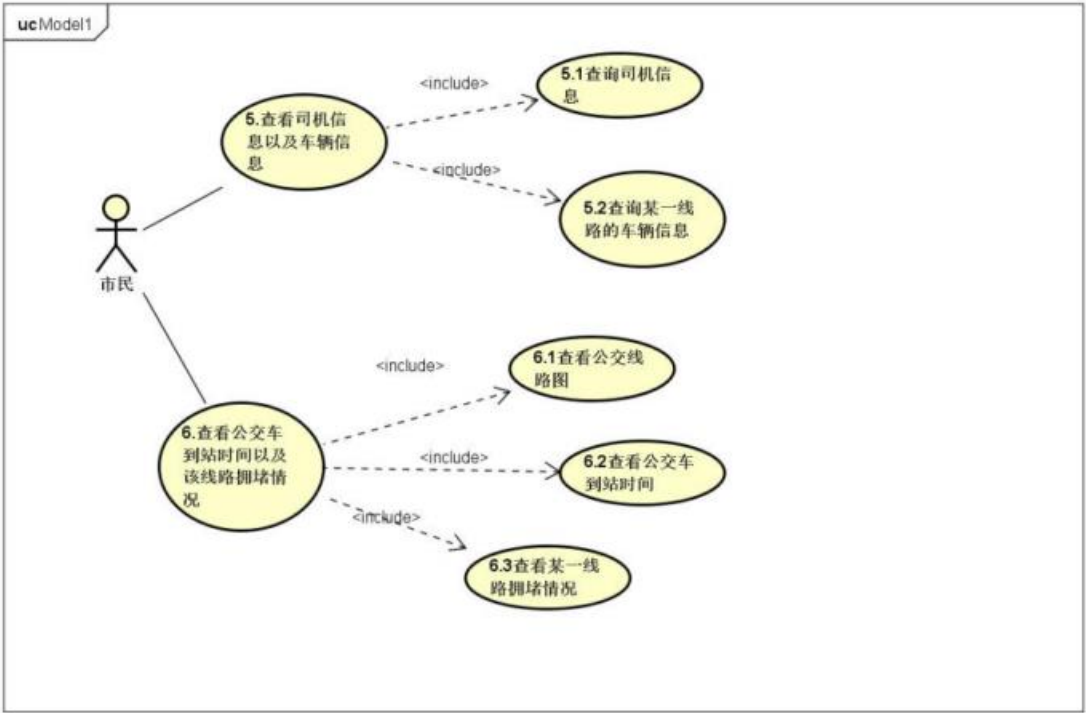 uc Model1
<include>
5.1查询司机信
息
5.查看司机信
息以及车辆信
息
<include>
5.2查询某一线
路的车辆信息
市民
<include>
6.1查看公交线
路图
6.查看公交车
到站时间以及
该线路拥堵情
况
<include>
6.2查看公交车
到站时间
<include>
6.3查看某一线
路拥堵情况